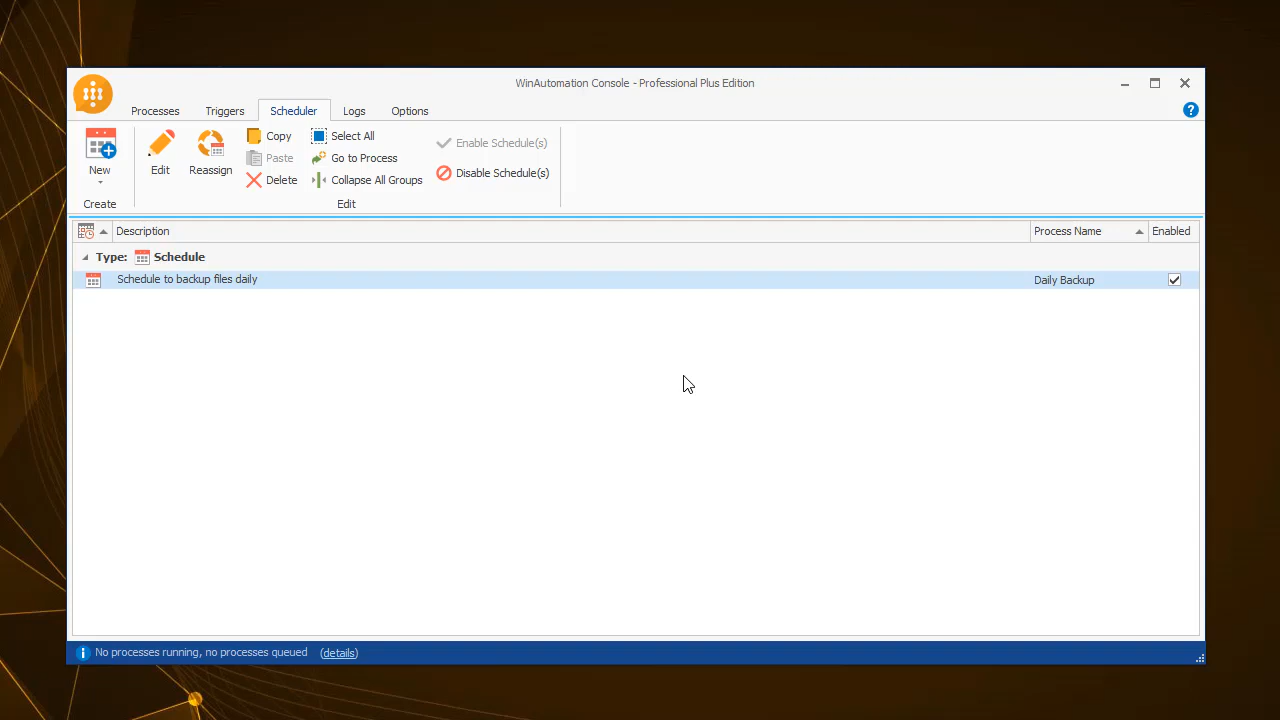 WinAutomation Console - Professional Plus Edition
Processes
Triggers
Scheduler
Logs
Options
?
New
Create
Edit
Reassign
Copy
Paste
Delete
Select All
Go to Process
Collapse All Groups
Edit
Enable Schedule(s)
Disable Schedule(s)
Description
Process Name
Enabled
Type: Schedule
Schedule to backup files daily
Daily Backup
No processes running, no processes queued (details)